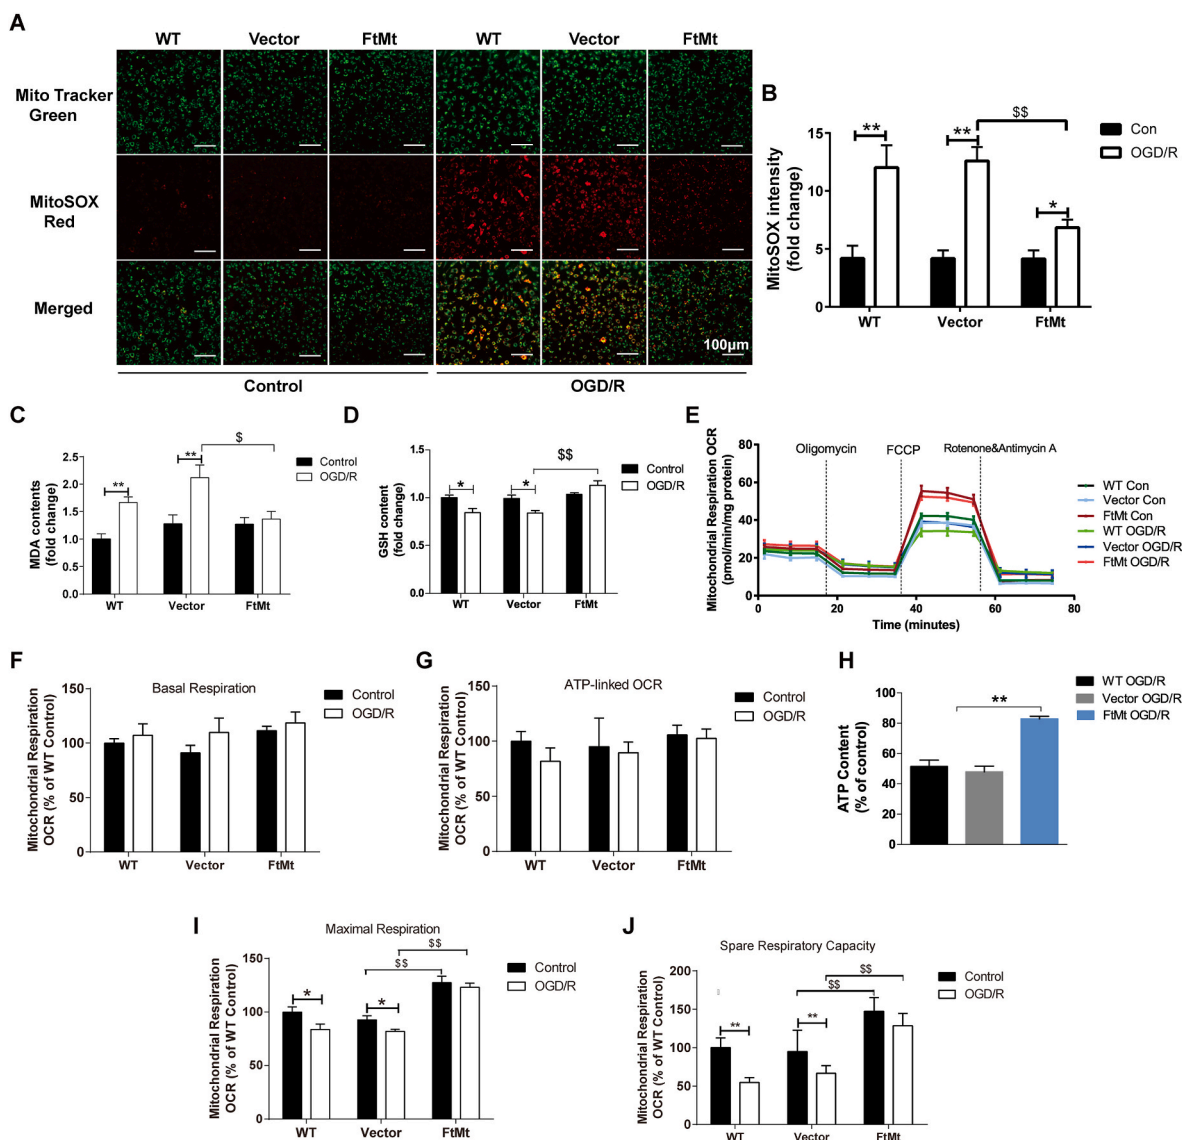 A
WT Vector FtMt WT Vector FtMt
Mito Tracker
Green
MitoSOX
Red
Merged
100μm
Control OGD/R
B
MitoSOX intensity
(fold change)
15
10
5
0
** ** $$ *
WT Vector FtMt
Con
OGD/R
C
MDA contents
(fold change)
2.5
2.0
1.5
1.0
0.5
0.0
** ** $
WT Vector FtMt
Control
OGD/R
D
GSH content
(fold change)
1.5
1.0
0.5
0.0
* * $$
WT Vector FtMt
Control
OGD/R
E
Mitochondrial Respiration OCR
(pmol/min/mg protein)
80
60
40
20
0
Oligomycin FCCP Rotenone&Antimycin A
0 20 40 60 80
Time (minutes)
WT Con
Vector Con
FtMt Con
WT OGD/R
Vector OGD/R
FtMt OGD/R
F
Basal Respiration
Mitochondrial Respiration
OCR (% of WT Control)
150
100
50
0
WT Vector FtMt
Control
OGD/R
G
ATP-linked OCR
Mitochondrial Respiration
OCR (% of WT Control)
150
100
50
0
WT Vector FtMt
Control
OGD/R
H
ATP Content
(% of control)
100
80
60
40
20
0
**
WT OGD/R
Vector OGD/R
FtMt OGD/R
I
Maximal Respiration
Mitochondrial Respiration
OCR (% of WT Control)
150
100
50
0
* * $$ $$
WT Vector FtMt
Control
OGD/R
J
Spare Respiratory Capacity
Mitochondrial Respiration
OCR (% of WT Control)
200
150
100
50
0
** ** $$ $$
WT Vector FtMt
Control
OGD/R